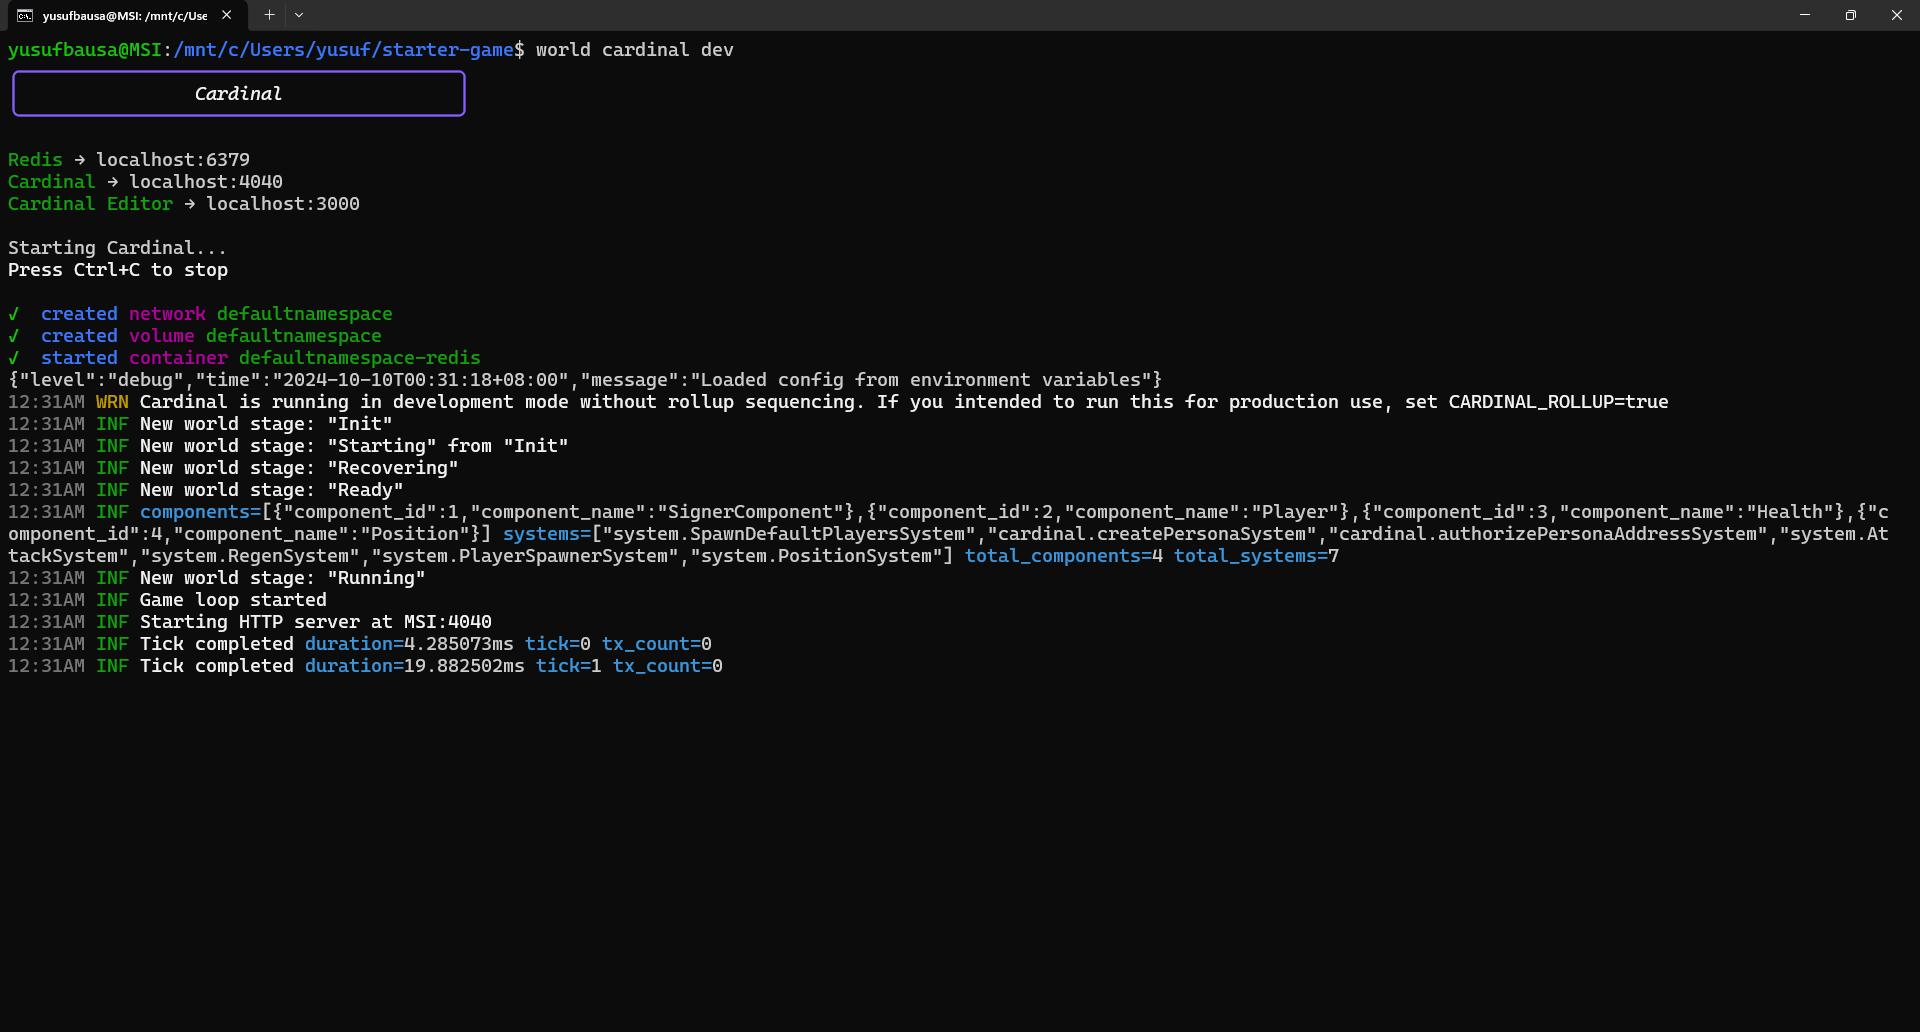 yusufbausa@MSI: /mnt/c/Use
yusufbausa@MSI:/mnt/c/Users/yusuf/starter-game$ world cardinal dev
Cardinal
Redis → localhost:6379
Cardinal → localhost:4040
Cardinal Editor → localhost:3000
Starting Cardinal...
Press Ctrl+C to stop
✓ created network defaultnamespace
✓ created volume defaultnamespace
✓ started container defaultnamespace-redis
{"level":"debug","time":"2024-10-10T00:31:18+08:00","message":"Loaded config from environment variables"}
12:31AM WRN Cardinal is running in development mode without rollup sequencing. If you intended to run this for production use, set CARDINAL_ROLLUP=true
12:31AM INF New world stage: "Init"
12:31AM INF New world stage: "Starting" from "Init"
12:31AM INF New world stage: "Recovering"
12:31AM INF New world stage: "Ready"
12:31AM INF components=[{"component_id":1,"component_name":"SignerComponent"},{"component_id":2,"component_name":"Player"},{"component_id":3,"component_name":"Health"},{"c
omponent_id":4,"component_name":"Position"}] systems=["system.SpawnDefaultPlayersSystem","cardinal.createPersonaSystem","cardinal.authorizePersonaAddressSystem","system.At
tackSystem","system.RegenSystem","system.PlayerSpawnerSystem","system.PositionSystem"] total_components=4 total_systems=7
12:31AM INF New world stage: "Running"
12:31AM INF Game loop started
12:31AM INF Starting HTTP server at MSI:4040
12:31AM INF Tick completed duration=4.285073ms tick=0 tx_count=0
12:31AM INF Tick completed duration=19.882502ms tick=1 tx_count=0